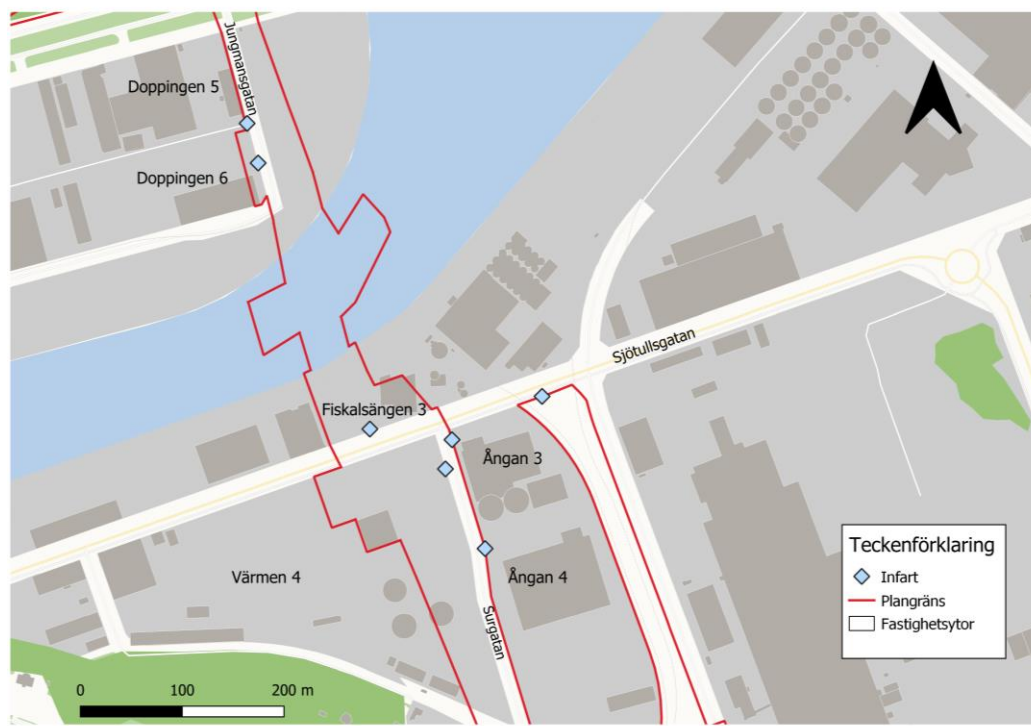 Jungmansgatan
Doppingen 5
Doppingen 6
Sjötullsgatan
Fiskalsängen 3
Ångan 3
Värmen 4
Ångan 4
Surgatan
Teckenförklaring
Infart
Plangräns
Fastighetsytor
0 100 200 m